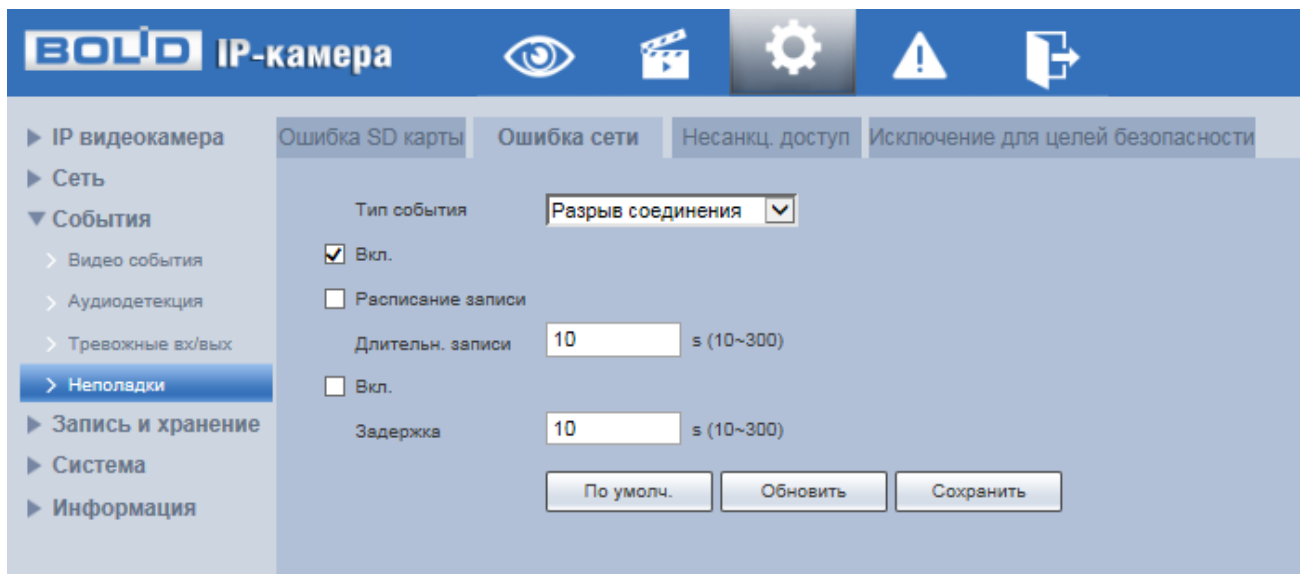 BOLID IP-камера
IP видеокамера
Сеть
События
Видео события
Аудиодетекция
Тревожные вх/вых
Неполадки
Запись и хранение
Система
Информация
Ошибка SD карты Ошибка сети Несанкц. доступ Исключение для целей безопасности
Тип события Разрыв соединения
Вкл.
Расписание записи
Длительн. записи 10 s (10~300)
Вкл.
Задержка 10 s (10~300)
По умолч. Обновить Сохранить